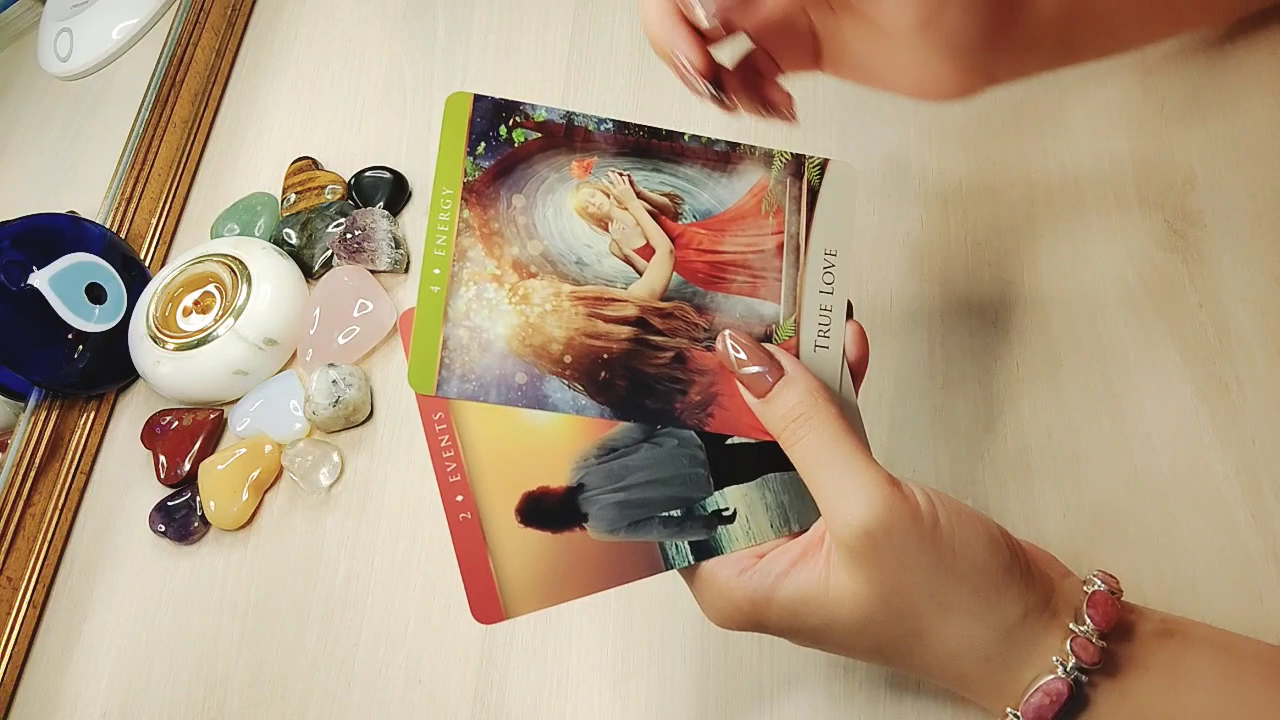 4 ♦ ENERGY
TRUE LOVE
2 ♦ EVENTS